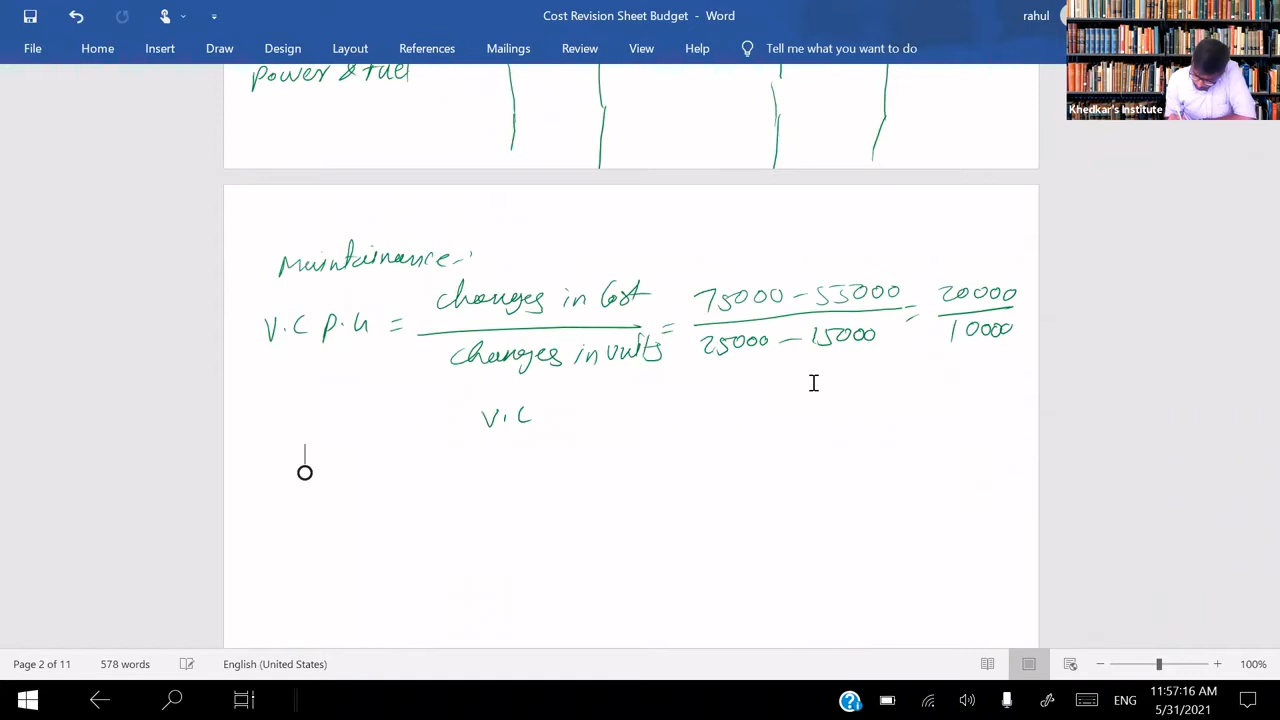 Cost Revision Sheet Budget - Word
rahul
File Home Insert Draw Design Layout References Mailings Review View Help Tell me what you want to do
Khedkar's Institute
power & fuel
Maintainance:-
V.C p.u = changes in Cost / changes in units = 75000 - 55000 / 25000 - 15000 = 20000 / 10000
V.C
Page 2 of 11 578 words English (United States) 100%
ENG
11:57:16 AM
5/31/2021